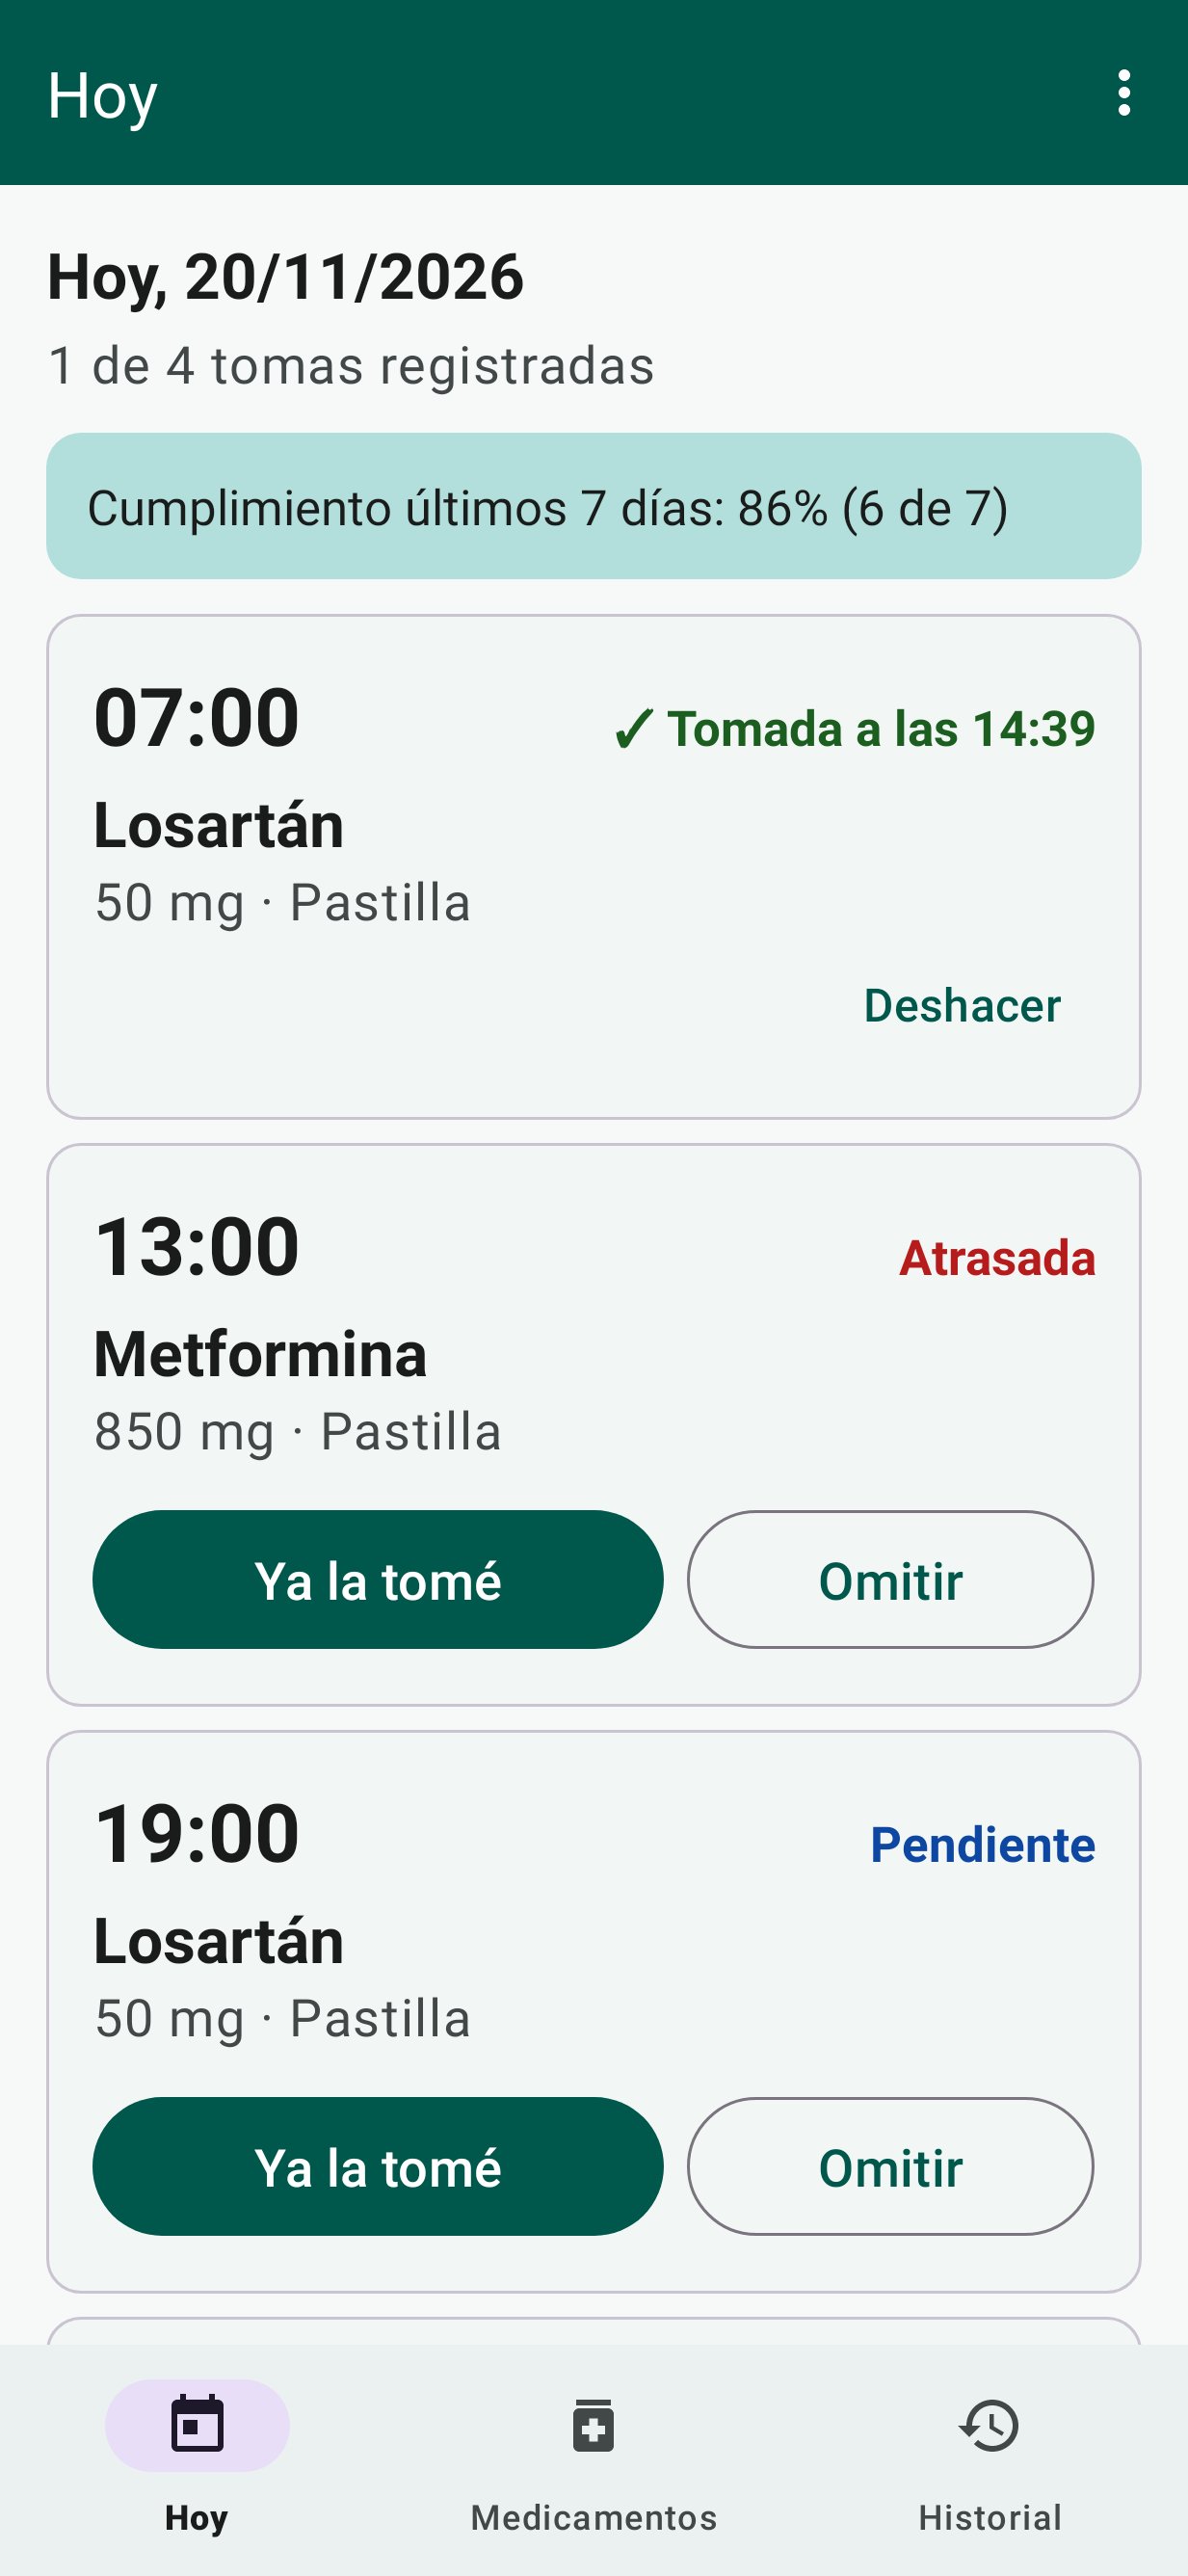 Hoy
Hoy, 20/11/2026
1 de 4 tomas registradas
Cumplimiento últimos 7 días: 86% (6 de 7)
07:00
✓ Tomada a las 14:39
Losartán
50 mg · Pastilla
Deshacer
13:00
Atrasada
Metformina
850 mg · Pastilla
Ya la tomé
Omitir
19:00
Pendiente
Losartán
50 mg · Pastilla
Ya la tomé
Omitir
Hoy
Medicamentos
Historial